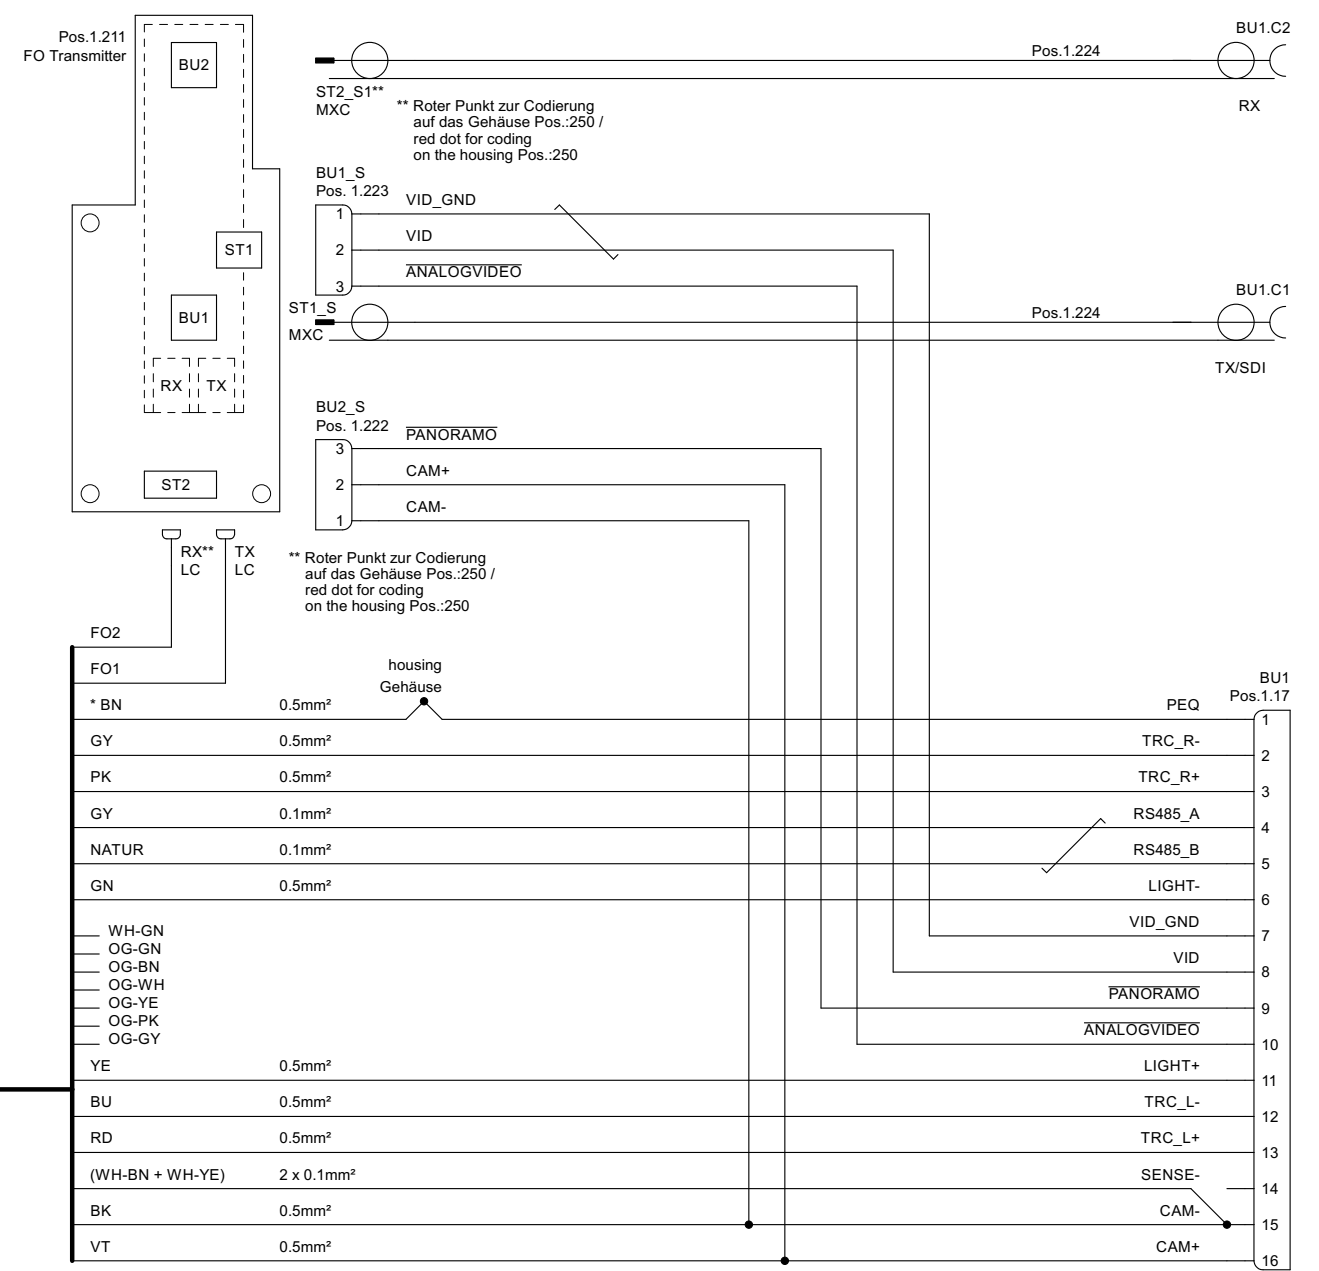 Pos.1.211
FO Transmitter
BU2
ST1
BU1
RX TX
ST2
RX** TX
LC LC
ST2_S1**
MXC
** Roter Punkt zur Codierung
auf das Gehäuse Pos.:250 /
red dot for coding
on the housing Pos.:250
Pos.1.224
BU1.C2
RX
BU1_S
Pos. 1.223
1 VID_GND
2 VID
3 ANALOGVIDEO
ST1_S
MXC
Pos.1.224
BU1.C1
TX/SDI
BU2_S
Pos. 1.222
3 PANORAMO
2 CAM+
1 CAM-
** Roter Punkt zur Codierung
auf das Gehäuse Pos.:250 /
red dot for coding
on the housing Pos.:250
FO2
FO1
housing
Gehäuse
BU1
Pos.1.17
* BN 0.5mm² PEQ 1
GY 0.5mm² TRC_R- 2
PK 0.5mm² TRC_R+ 3
GY 0.1mm² RS485_A 4
NATUR 0.1mm² RS485_B 5
GN 0.5mm² LIGHT- 6
VID_GND 7
VID 8
PANORAMO 9
ANALOGVIDEO 10
WH-GN
OG-GN
OG-BN
OG-WH
OG-YE
OG-PK
OG-GY
YE 0.5mm² LIGHT+ 11
BU 0.5mm² TRC_L- 12
RD 0.5mm² TRC_L+ 13
(WH-BN + WH-YE) 2 x 0.1mm² SENSE- 14
BK 0.5mm² CAM- 15
VT 0.5mm² CAM+ 16